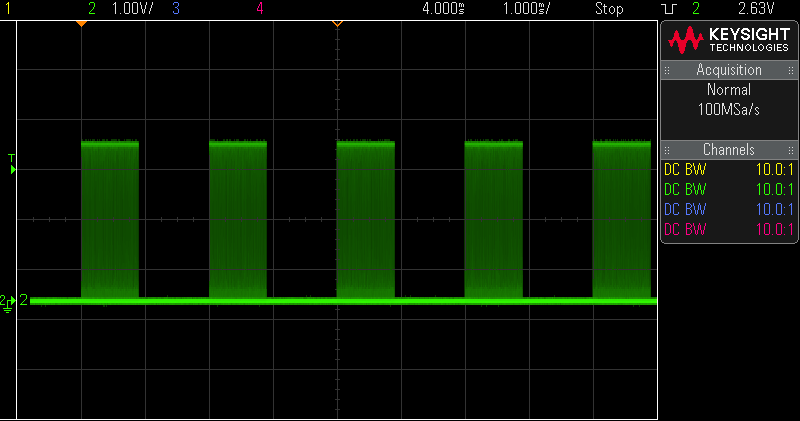 1 2 1.00V/ 3 4 4.000s 1.000s/ Stop 2 2.63V
KEYSIGHT
TECHNOLOGIES
Acquisition
Normal
100MSa/s
Channels
DC BW 10.0:1
DC BW 10.0:1
DC BW 10.0:1
DC BW 10.0:1
T
2 2